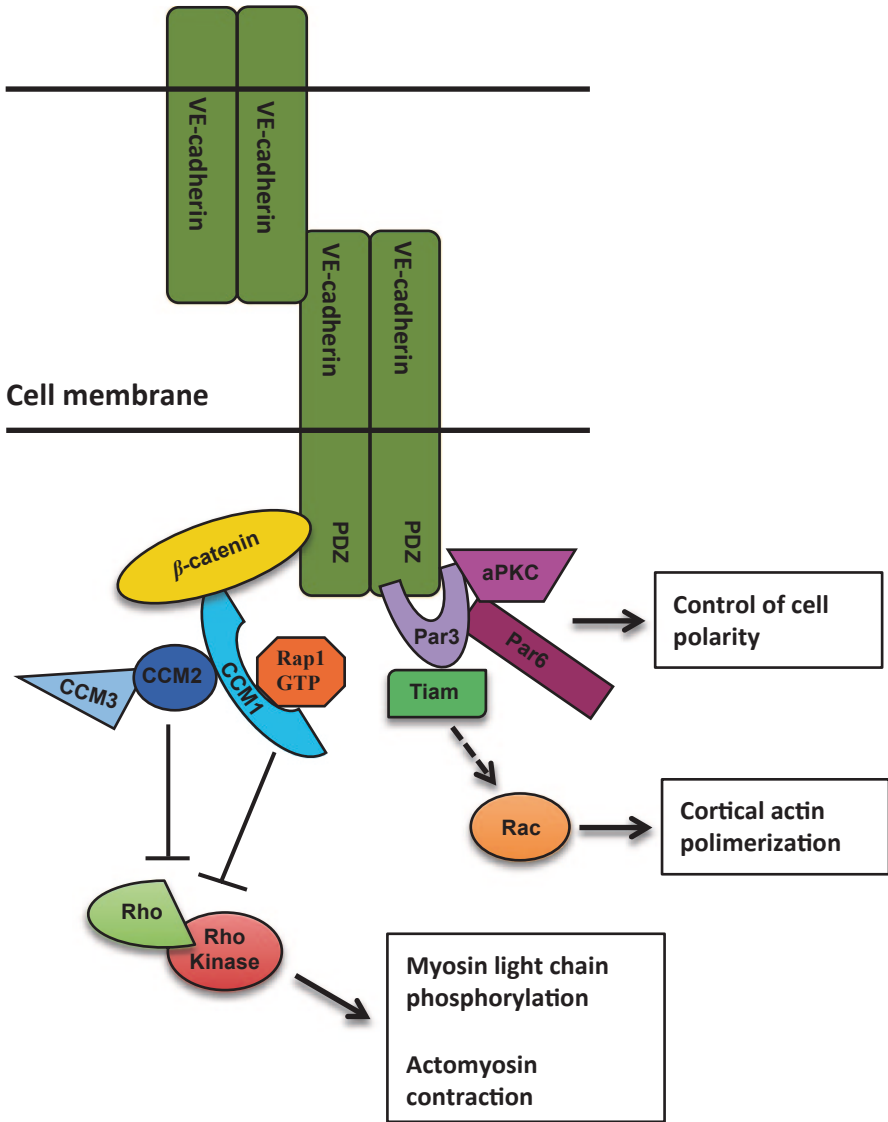 VE-cadherin
VE-cadherin
VE-cadherin
VE-cadherin
Cell membrane
PDZ
PDZ
β-catenin
aPKC
Control of cell
polarity
Par3
Par6
Rap1
GTP
CCM2
CCM3
CCM1
Tiam
Rac
Cortical actin
polimerization
Rho
Rho
Kinase
Myosin light chain
phosphorylation
Actomyosin
contraction